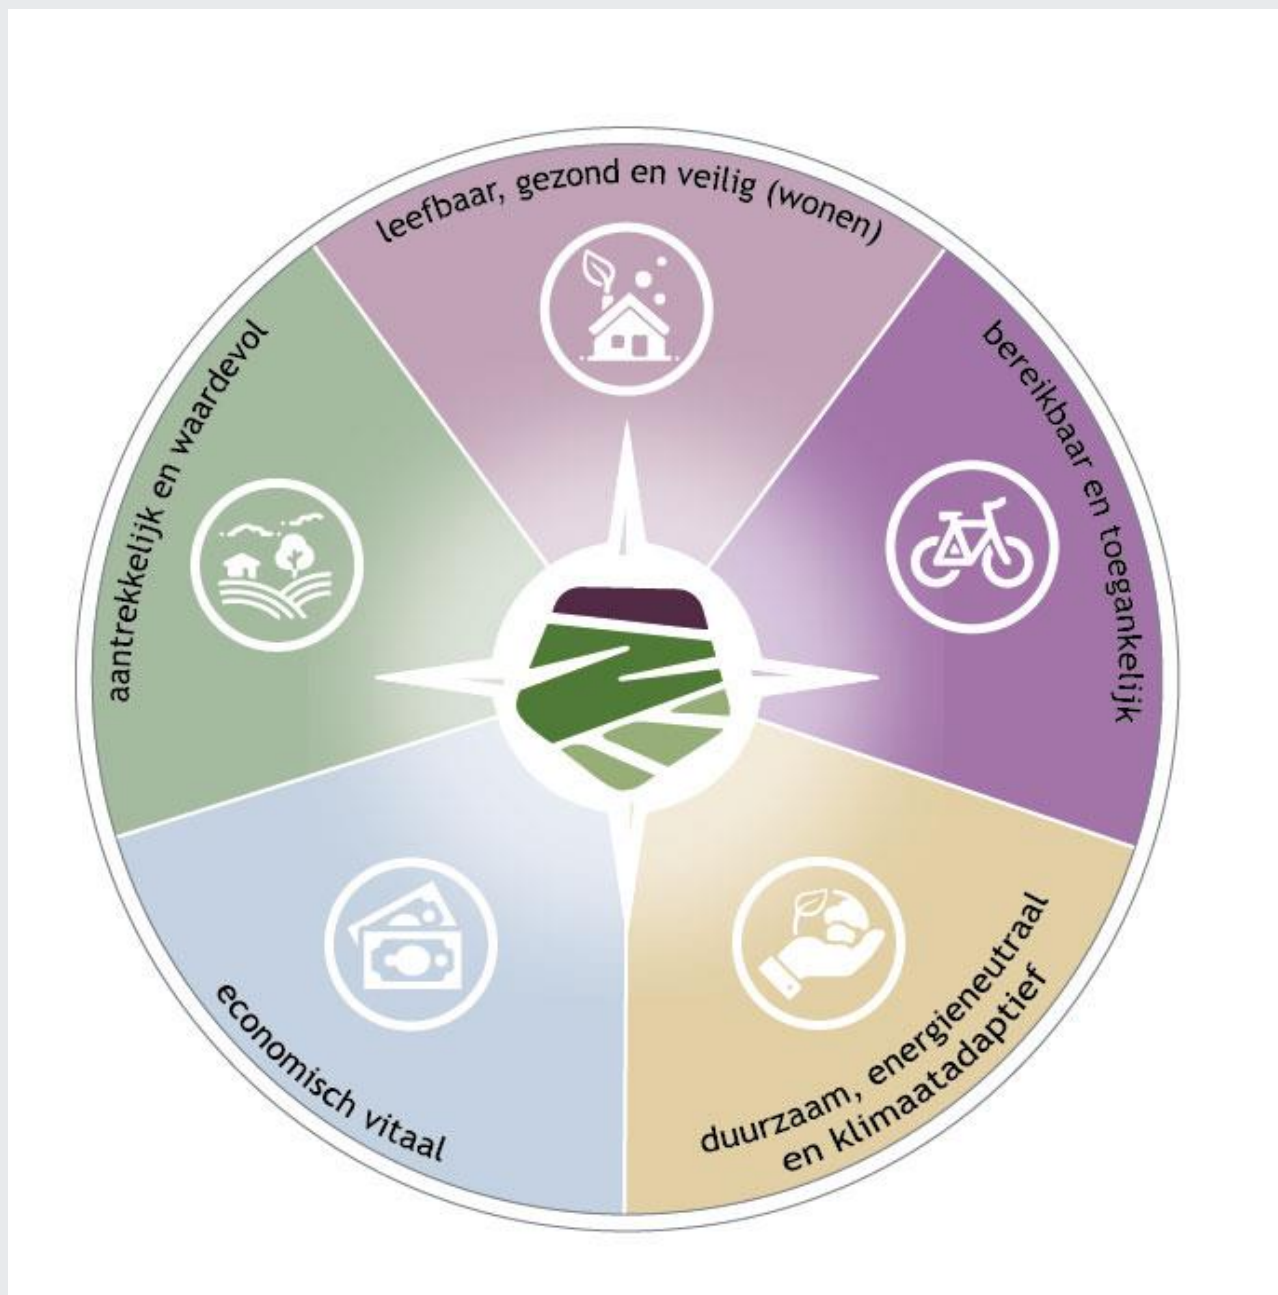 leefbaar, gezond en veilig (wonen)
bereikbaar en toegankelijk
duurzaam, energieneutraal
en klimaatadaptief
economisch vitaal
aantrekkelijk en waardevol